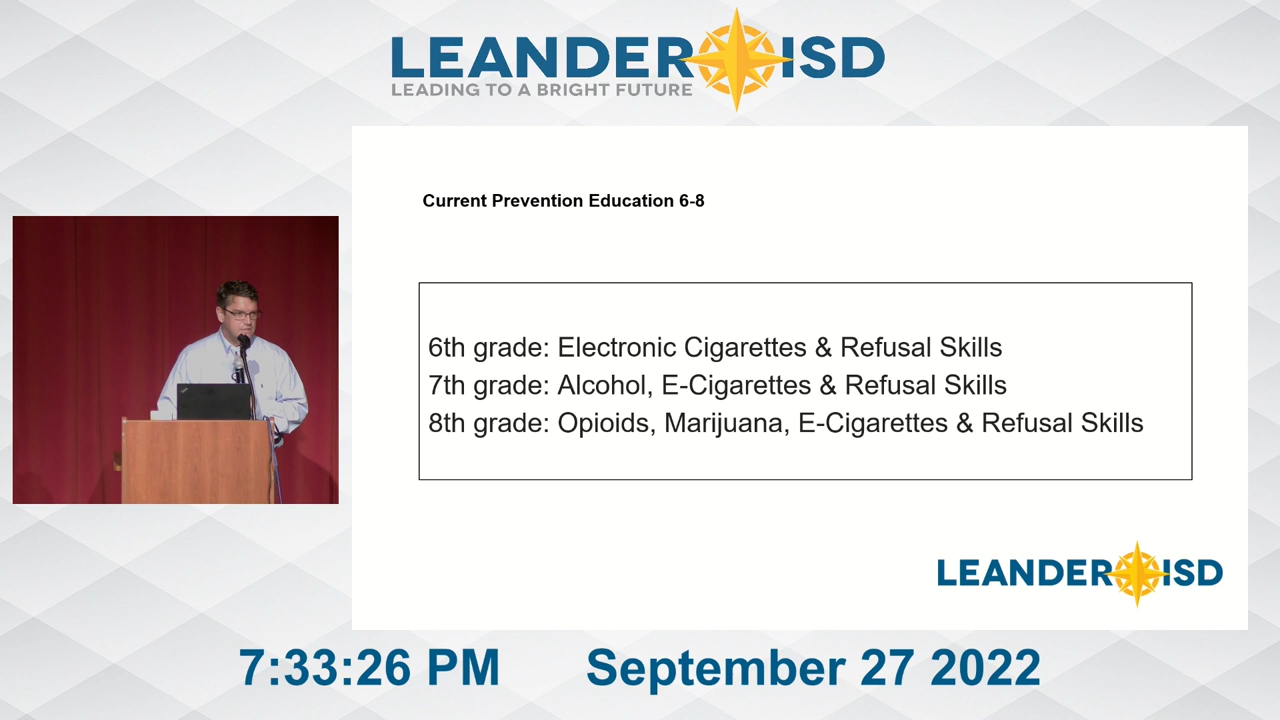 LEANDER ISD
LEADING TO A BRIGHT FUTURE
Current Prevention Education 6-8
6th grade: Electronic Cigarettes & Refusal Skills
7th grade: Alcohol, E-Cigarettes & Refusal Skills
8th grade: Opioids, Marijuana, E-Cigarettes & Refusal Skills
LEANDER ISD
7:33:26 PM September 27 2022